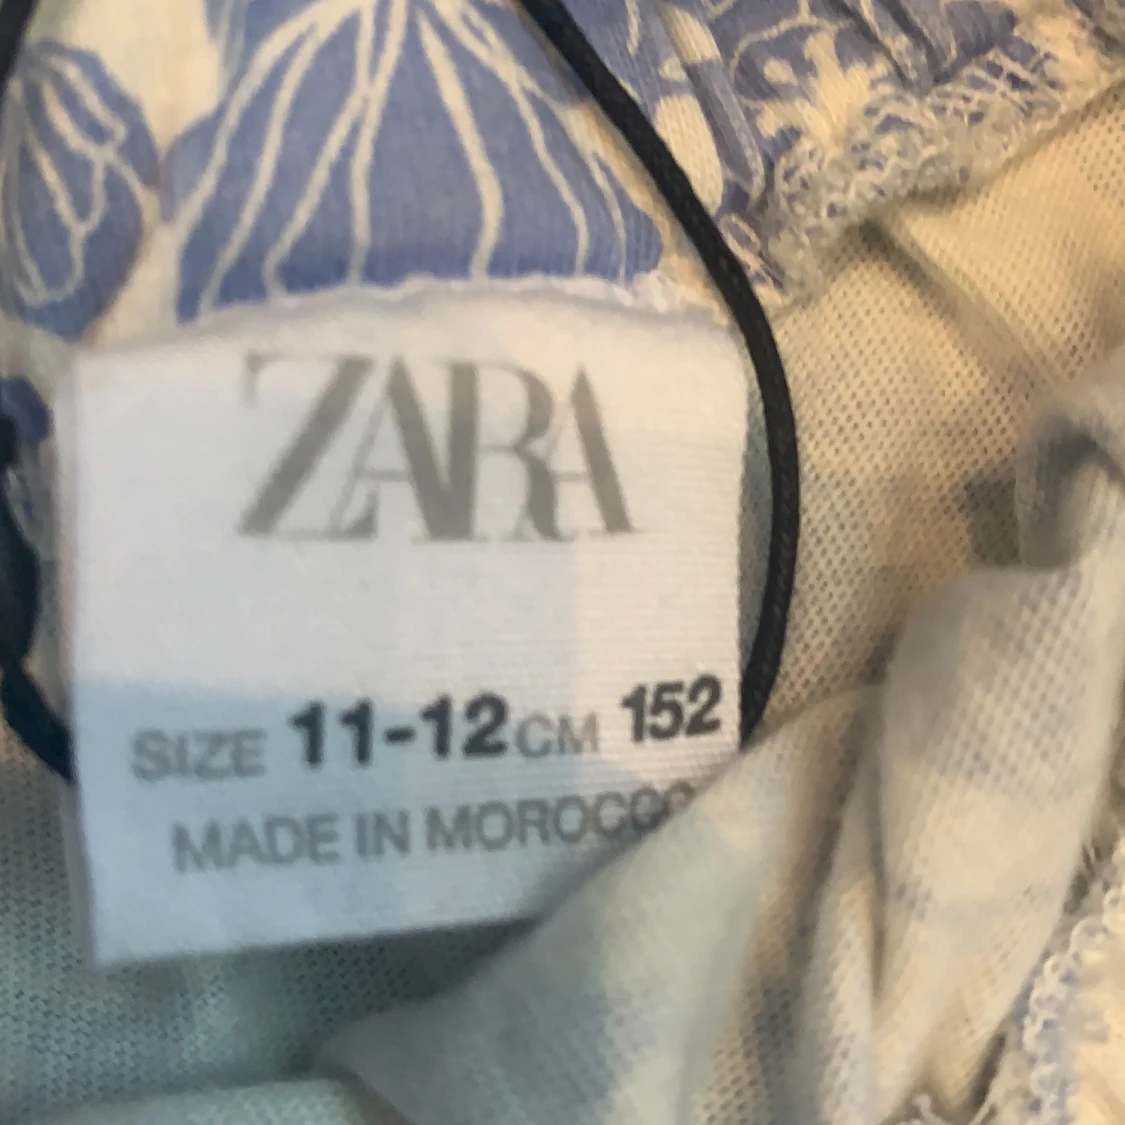 ZARA
SIZE 11-12 CM 152
MADE IN MOROCCO